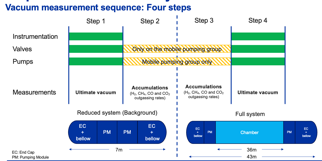 Vacuum measurement sequence: Four steps
Step 1
Step 2
Step 3
Step 4
Instrumentation
Valves
Only on the mobile pumping group
Pumps
Mobile pumping group only
Measurements
Ultimate vacuum
Accumulations
(H₂, CH₄, CO and CO₂
outgassing rates)
Accumulations
(H₂, CH₄, CO and CO₂
outgassing rates)
Ultimate vacuum
Reduced system (Background)
Full system
EC
+
bellow
PM
PM
EC
+
bellow
7m
EC
+
bellow
PM
Chamber
PM
EC
+
bellow
36m
43m
EC: End Cap
PM: Pumping Module